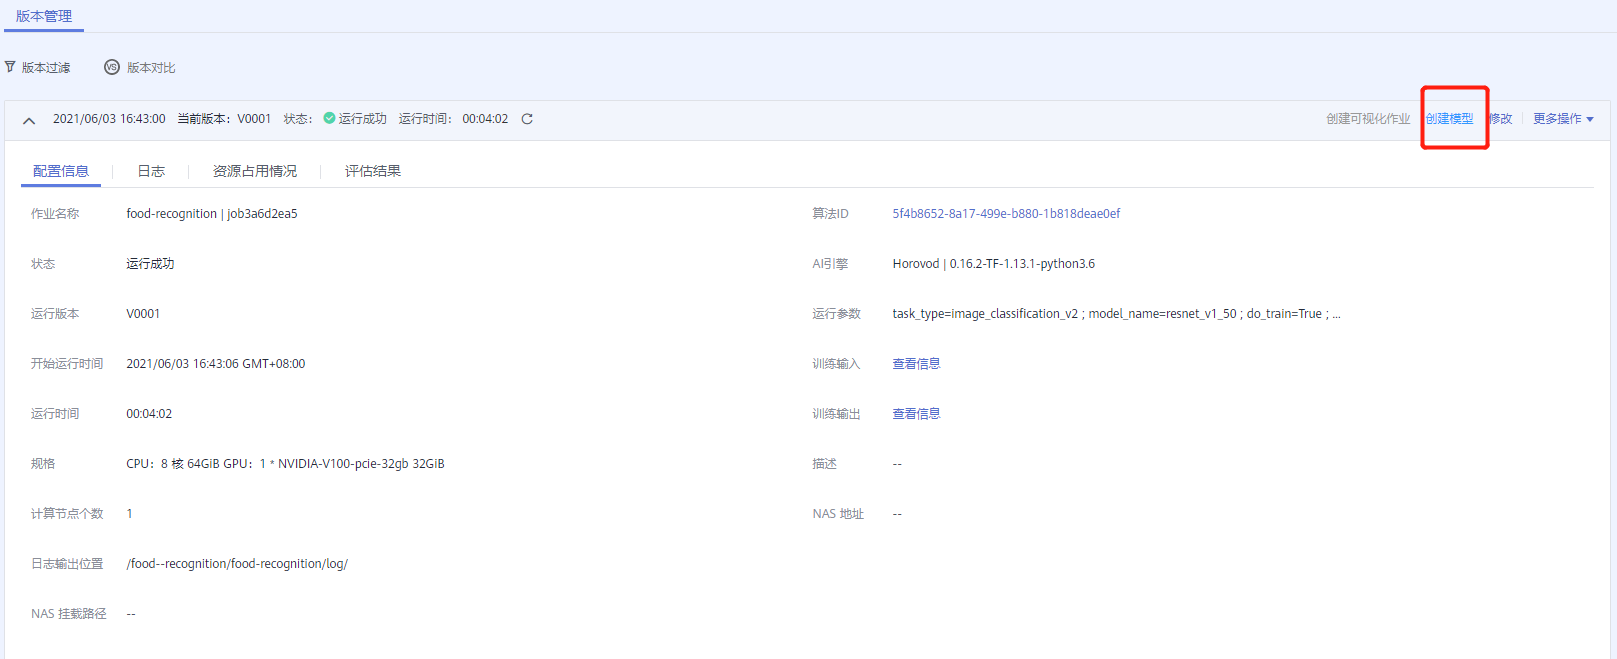 版本管理
版本过滤 VS 版本对比
2021/06/03 16:43:00 当前版本：V0001 状态： 运行成功 运行时间： 00:04:02 创建可视化作业 创建模型 修改 更多操作
配置信息 日志 资源占用情况 评估结果
作业名称 food-recognition | job3a6d2ea5 算法ID 5f4b8652-8a17-499e-b880-1b818deae0ef
状态 运行成功 AI引擎 Horovod | 0.16.2-TF-1.13.1-python3.6
运行版本 V0001 运行参数 task_type=image_classification_v2 ; model_name=resnet_v1_50 ; do_train=True ; ...
开始运行时间 2021/06/03 16:43:06 GMT+08:00 训练输入 查看信息
运行时间 00:04:02 训练输出 查看信息
规格 CPU：8 核 64GiB GPU：1 * NVIDIA-V100-pcie-32gb 32GiB 描述 --
计算节点个数 1 NAS 地址 --
日志输出位置 /food--recognition/food-recognition/log/
NAS 挂载路径 --